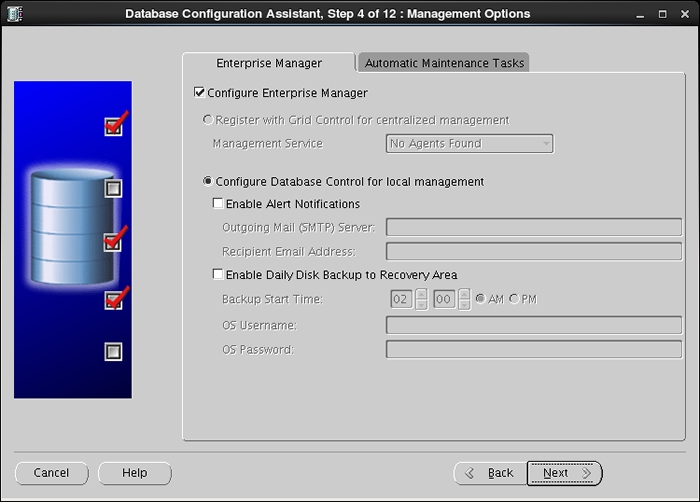 Database Configuration Assistant, Step 4 of 12 : Management Options
Enterprise Manager
Automatic Maintenance Tasks
Configure Enterprise Manager
Register with Grid Control for centralized management
Management Service
No Agents Found
Configure Database Control for local management
Enable Alert Notifications
Outgoing Mail (SMTP) Server:
Recipient Email Address:
Enable Daily Disk Backup to Recovery Area
Backup Start Time: 02 00 AM PM
OS Username:
OS Password:
Cancel Help Back Next